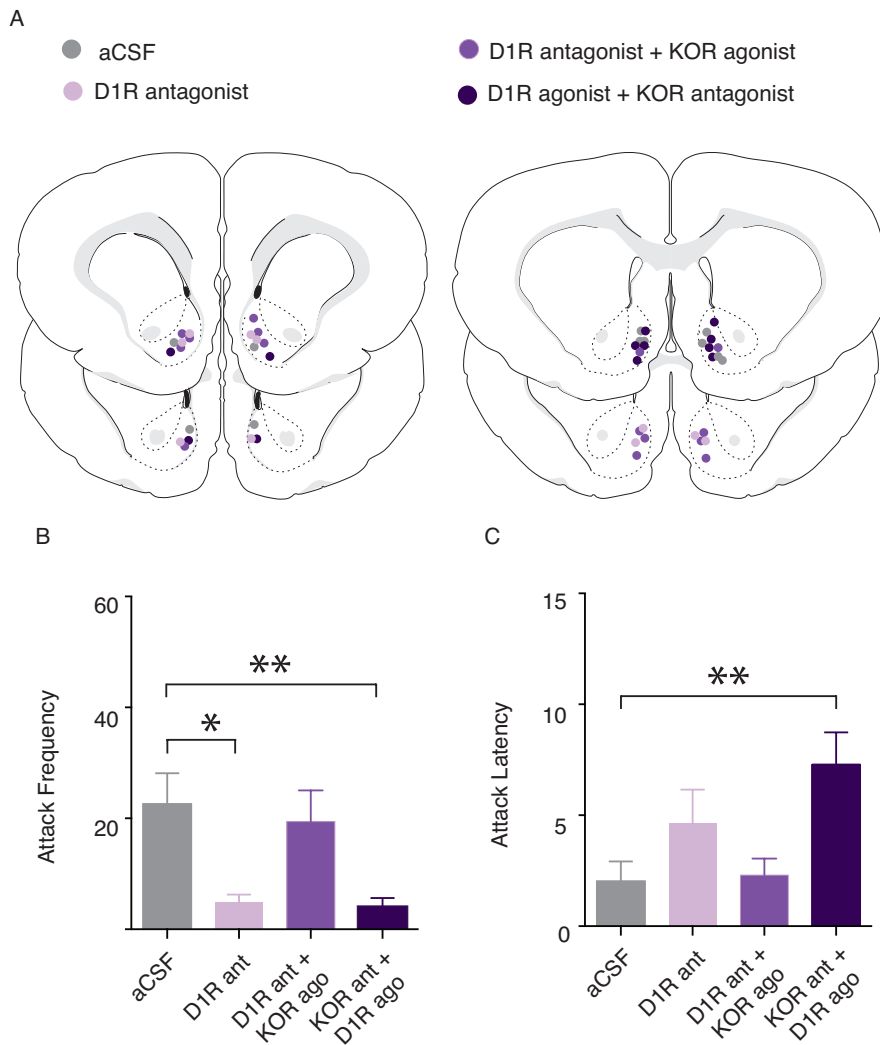 A
aCSF
D1R antagonist
D1R antagonist + KOR agonist
D1R agonist + KOR antagonist
B
60
40
20
Attack Frequency
**
*
aCSF
D1R ant
D1R ant +
KOR ago
KOR ant +
D1R ago
C
15
10
5
0
Attack Latency
**
aCSF
D1R ant
D1R ant +
KOR ago
KOR ant +
D1R ago